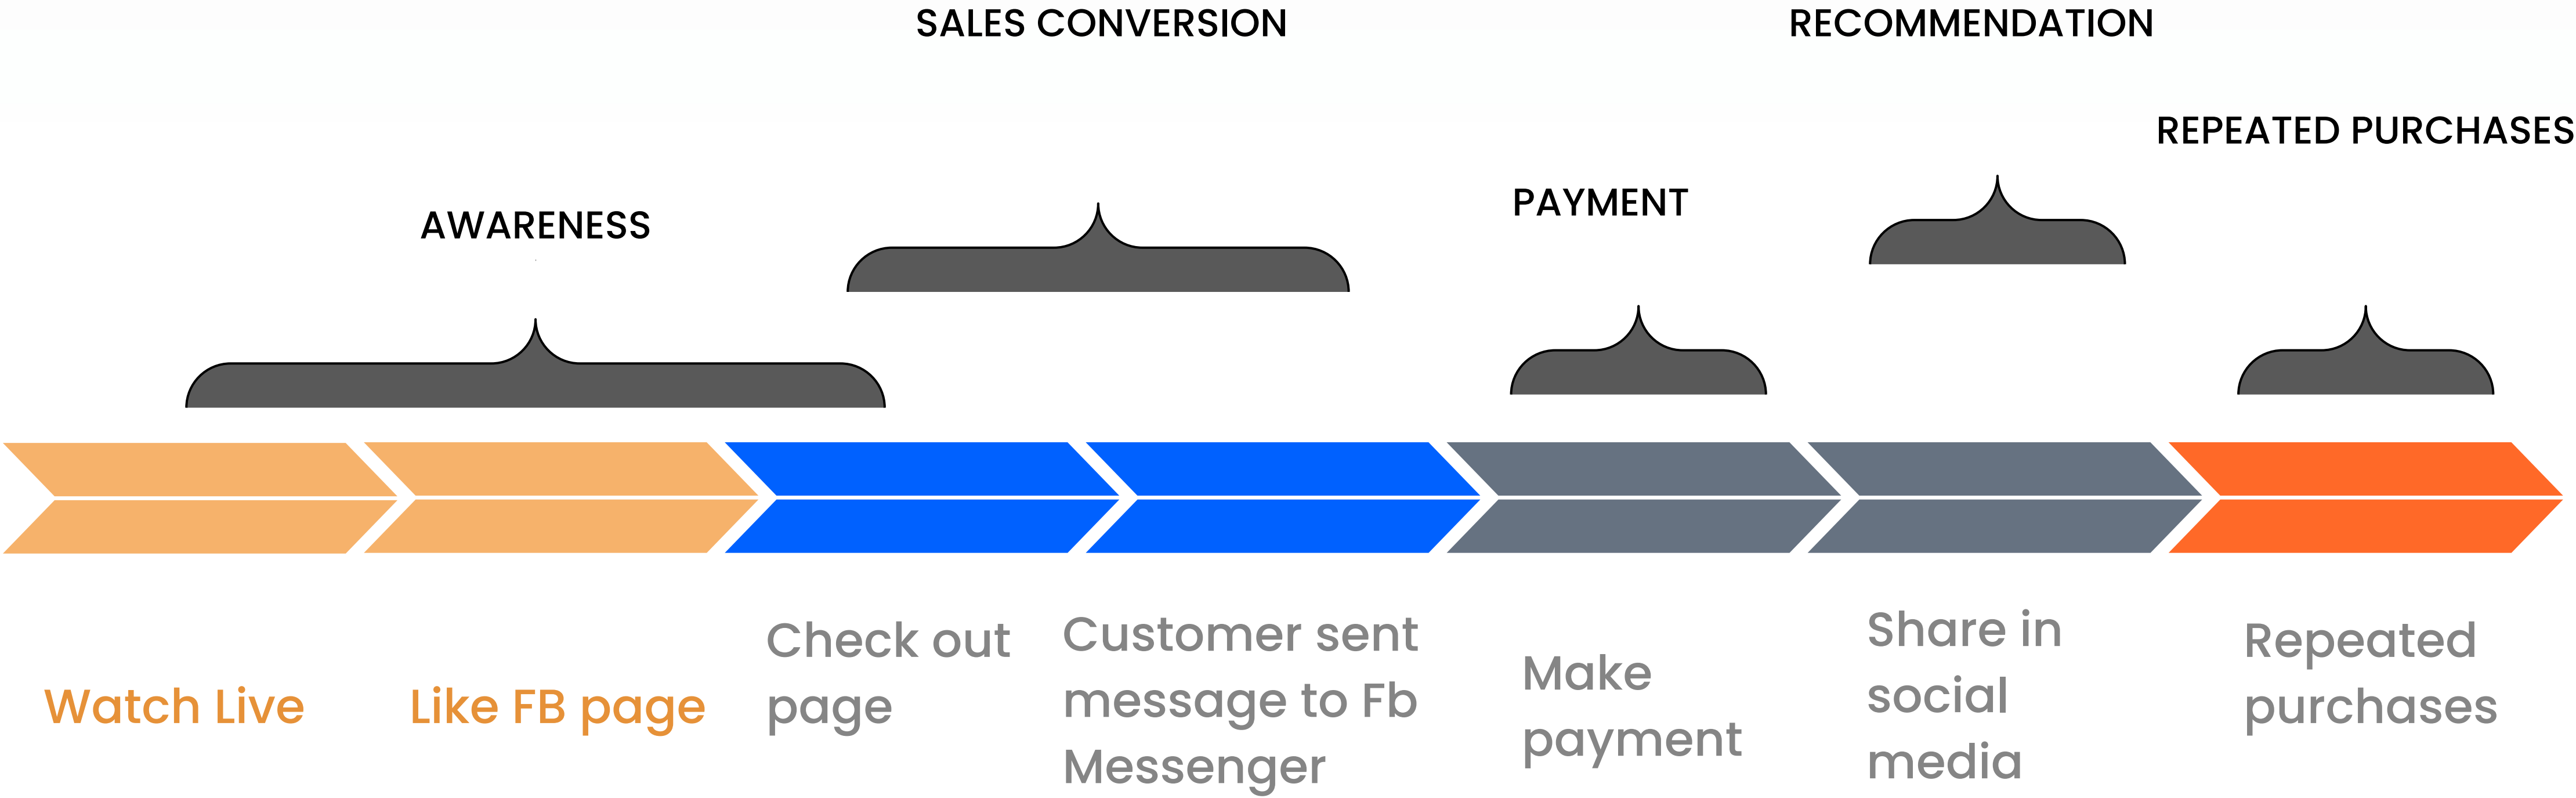 SALES CONVERSION
RECOMMENDATION
REPEATED PURCHASES
PAYMENT
AWARENESS
Watch Live
Like FB page
Check out
page
Customer sent
message to Fb
Messenger
Make
payment
Share in
social
media
Repeated
purchases